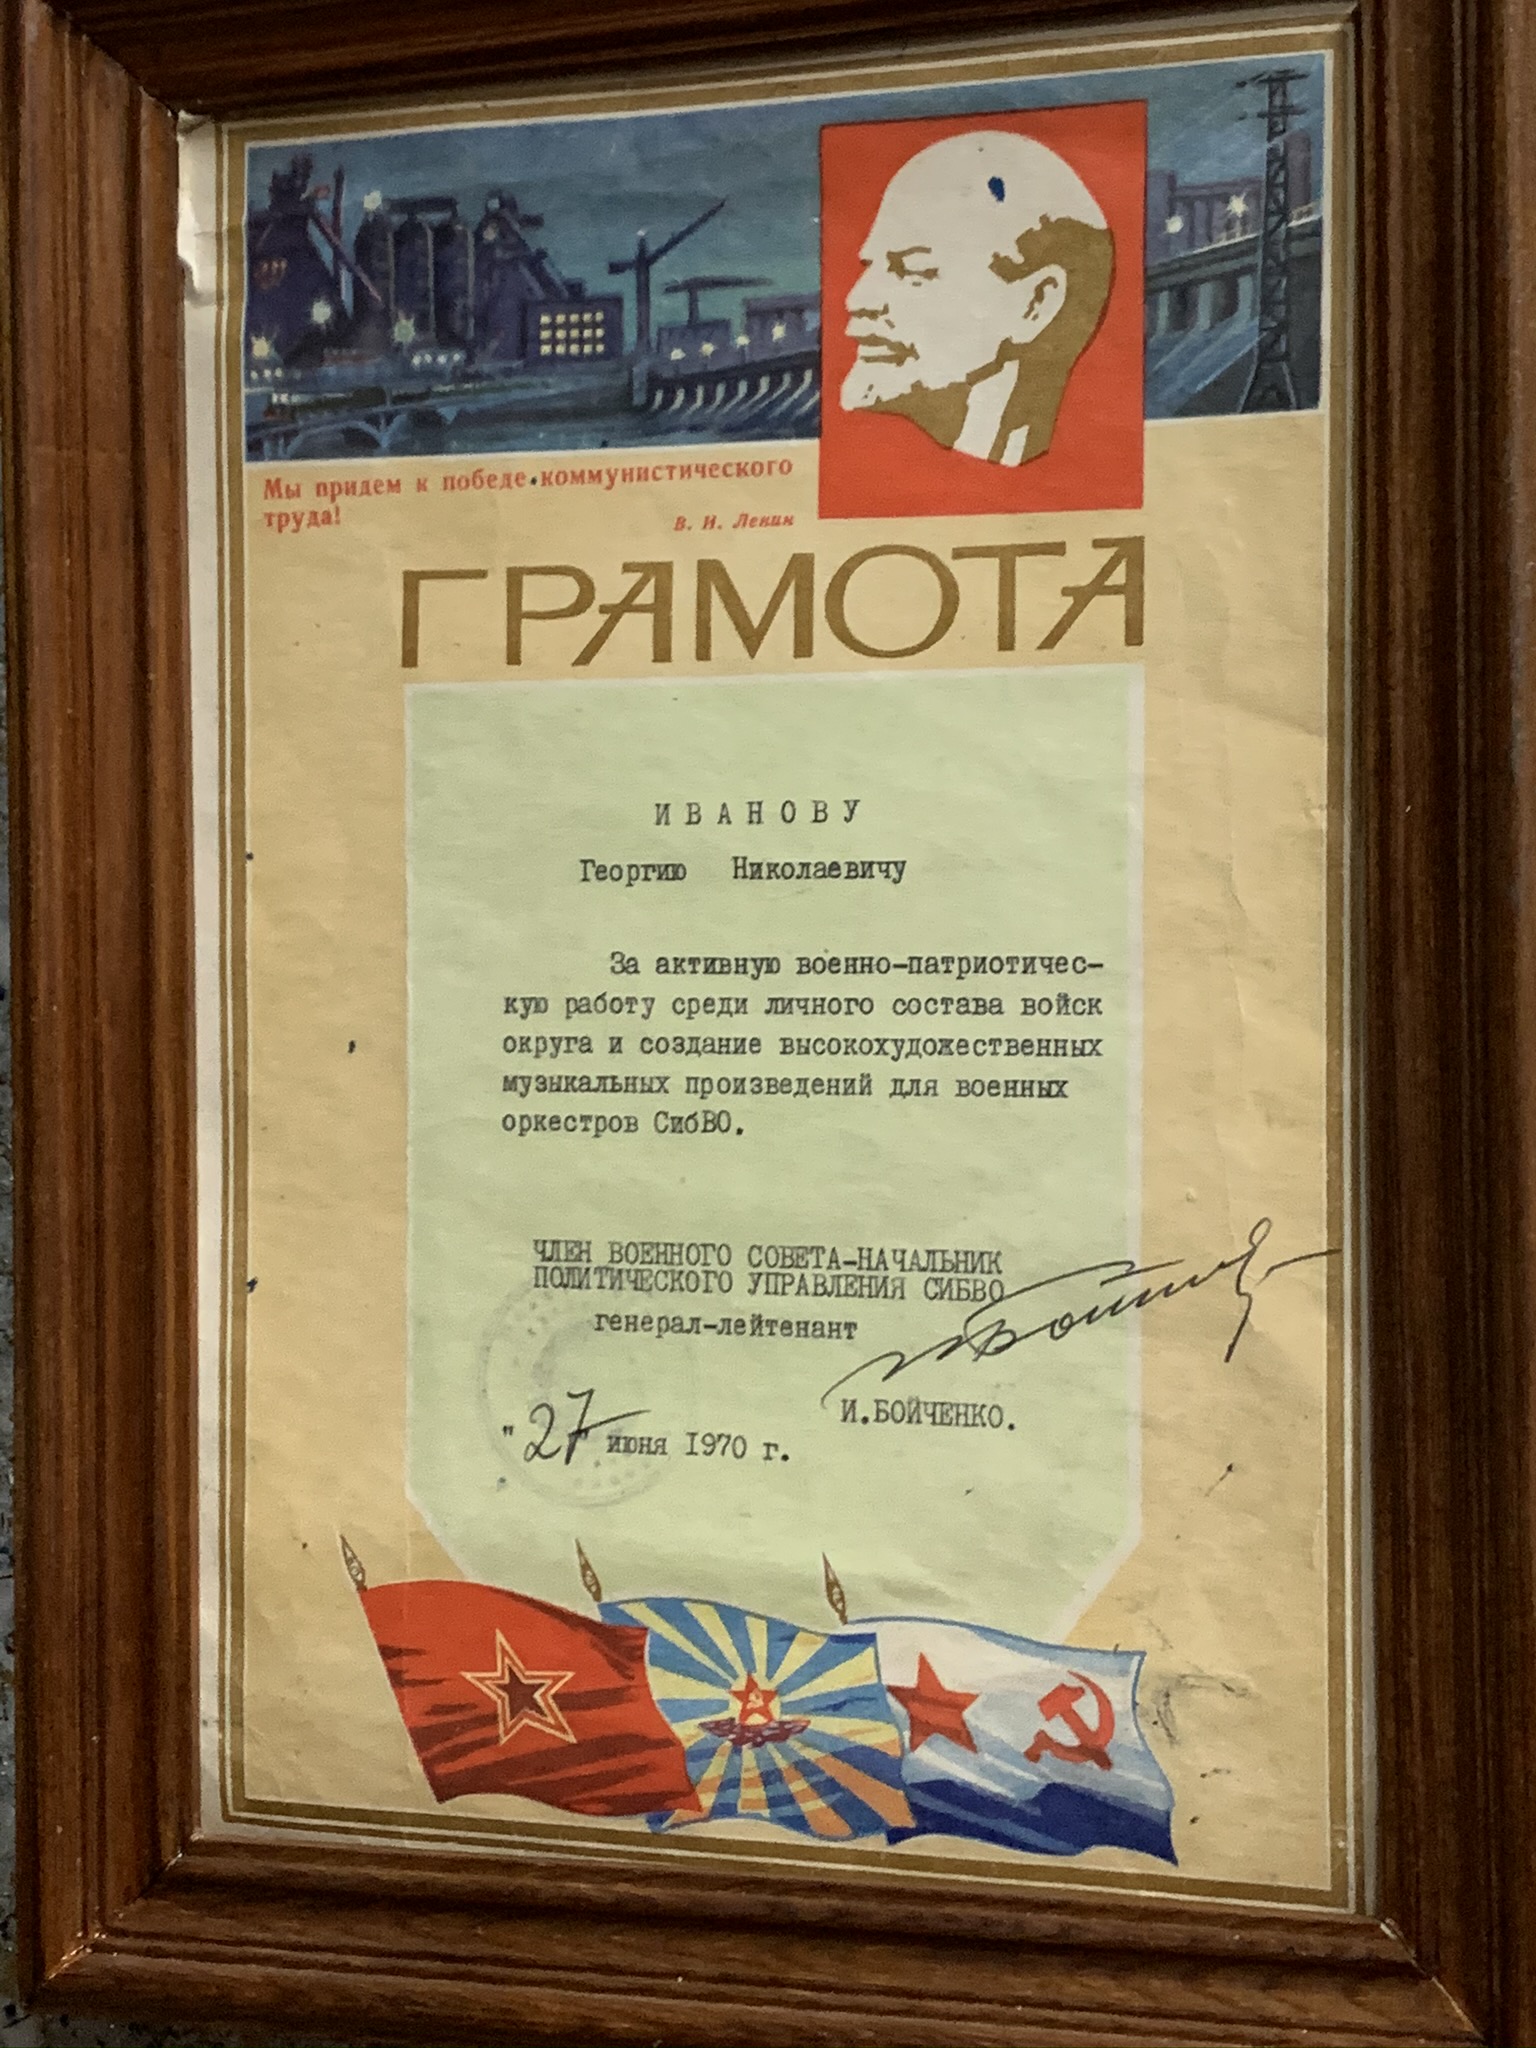 Мы придем к победе коммунистического
труда!
В. И. Ленин
ГРАМОТА
ИВАНОВУ
Георгию Николаевичу
За активную военно-патриотичес-
кую работу среди личного состава войск
округа и создание высокохудожественных
музыкальных произведений для военных
оркестров СибВО.
ЧЛЕН ВОЕННОГО СОВЕТА-НАЧАЛЬНИК
ПОЛИТИЧЕСКОГО УПРАВЛЕНИЯ СИБВО
генерал-лейтенант
И.БОЙЧЕНКО.
"27" июня 1970 г.